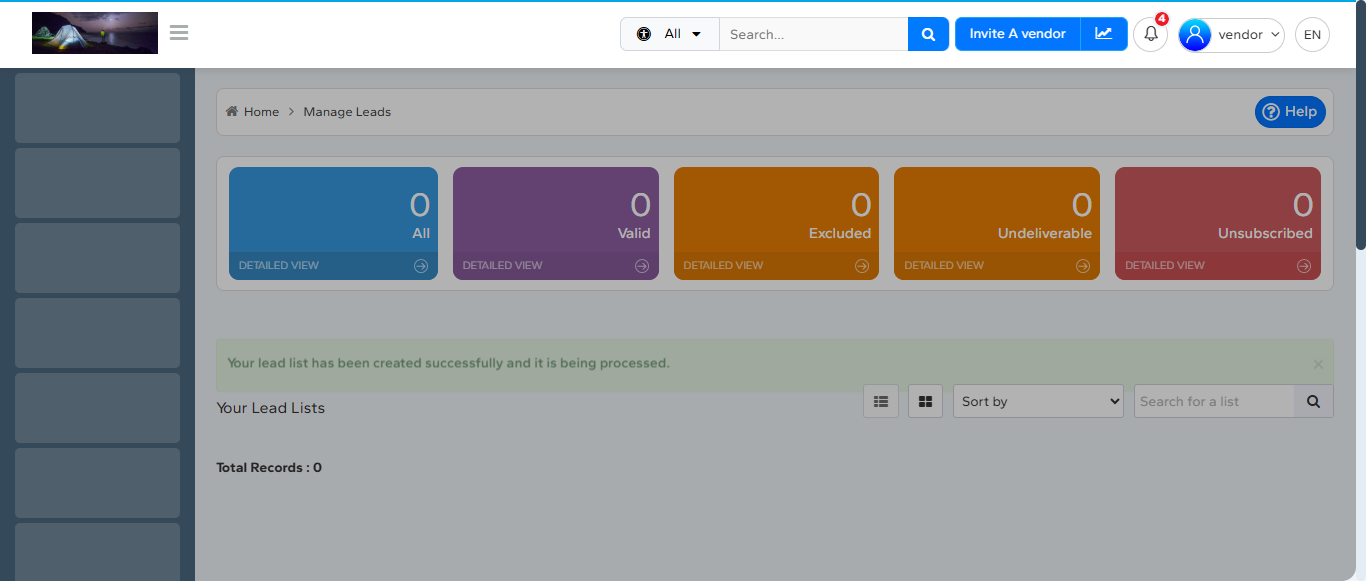 All
Search...
Invite A vendor
4
vendor
EN
Home
Manage Leads
Help
0
All
DETAILED VIEW
0
Valid
DETAILED VIEW
0
Excluded
DETAILED VIEW
0
Undeliverable
DETAILED VIEW
0
Unsubscribed
DETAILED VIEW
Your lead list has been created successfully and it is being processed.
×
Your Lead Lists
Sort by
Search for a list
Total Records : 0